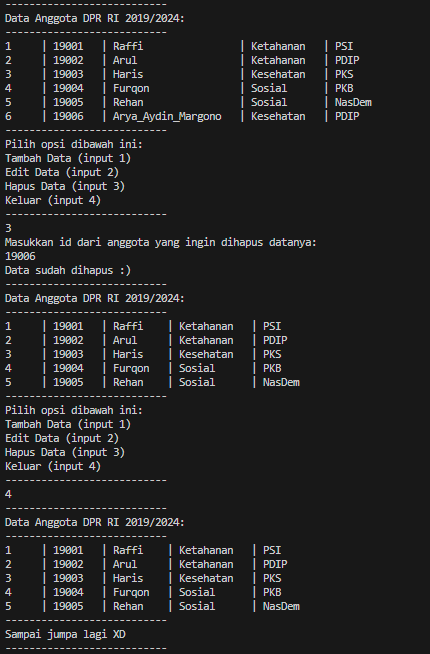 ---------------------------
Data Anggota DPR RI 2019/2024:
---------------------------
1     | 19001   | Raffi                | Ketahanan   | PSI
2     | 19002   | Arul                 | Ketahanan   | PDIP
3     | 19003   | Haris                | Kesehatan   | PKS
4     | 19004   | Furqon               | Sosial      | PKB
5     | 19005   | Rehan                | Sosial      | NasDem
6     | 19006   | Arya_Aydin_Margono   | Kesehatan   | PDIP
---------------------------
Pilih opsi dibawah ini:
Tambah Data (input 1)
Edit Data (input 2)
Hapus Data (input 3)
Keluar (input 4)
---------------------------
3
Masukkan id dari anggota yang ingin dihapus datanya:
19006
Data sudah dihapus :)
---------------------------
Data Anggota DPR RI 2019/2024:
---------------------------
1     | 19001   | Raffi    | Ketahanan   | PSI
2     | 19002   | Arul     | Ketahanan   | PDIP
3     | 19003   | Haris    | Kesehatan   | PKS
4     | 19004   | Furqon   | Sosial      | PKB
5     | 19005   | Rehan    | Sosial      | NasDem
---------------------------
Pilih opsi dibawah ini:
Tambah Data (input 1)
Edit Data (input 2)
Hapus Data (input 3)
Keluar (input 4)
---------------------------
4
---------------------------
Data Anggota DPR RI 2019/2024:
---------------------------
1     | 19001   | Raffi    | Ketahanan   | PSI
2     | 19002   | Arul     | Ketahanan   | PDIP
3     | 19003   | Haris    | Kesehatan   | PKS
4     | 19004   | Furqon   | Sosial      | PKB
5     | 19005   | Rehan    | Sosial      | NasDem
---------------------------
Sampai jumpa lagi XD
---------------------------